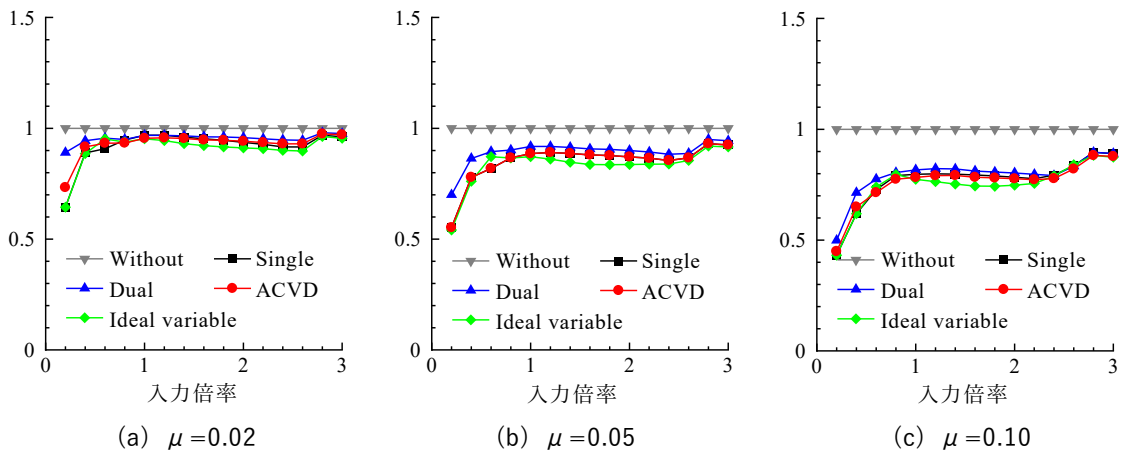 1.5
1
0.5
0
0 1 2 3
Without Single
Dual ACVD
Ideal variable
入力倍率
(a) μ=0.02
1.5
1
0.5
0
0 1 2 3
Without Single
Dual ACVD
Ideal variable
入力倍率
(b) μ=0.05
1.5
1
0.5
0
0 1 2 3
Without Single
Dual ACVD
Ideal variable
入力倍率
(c) μ=0.10